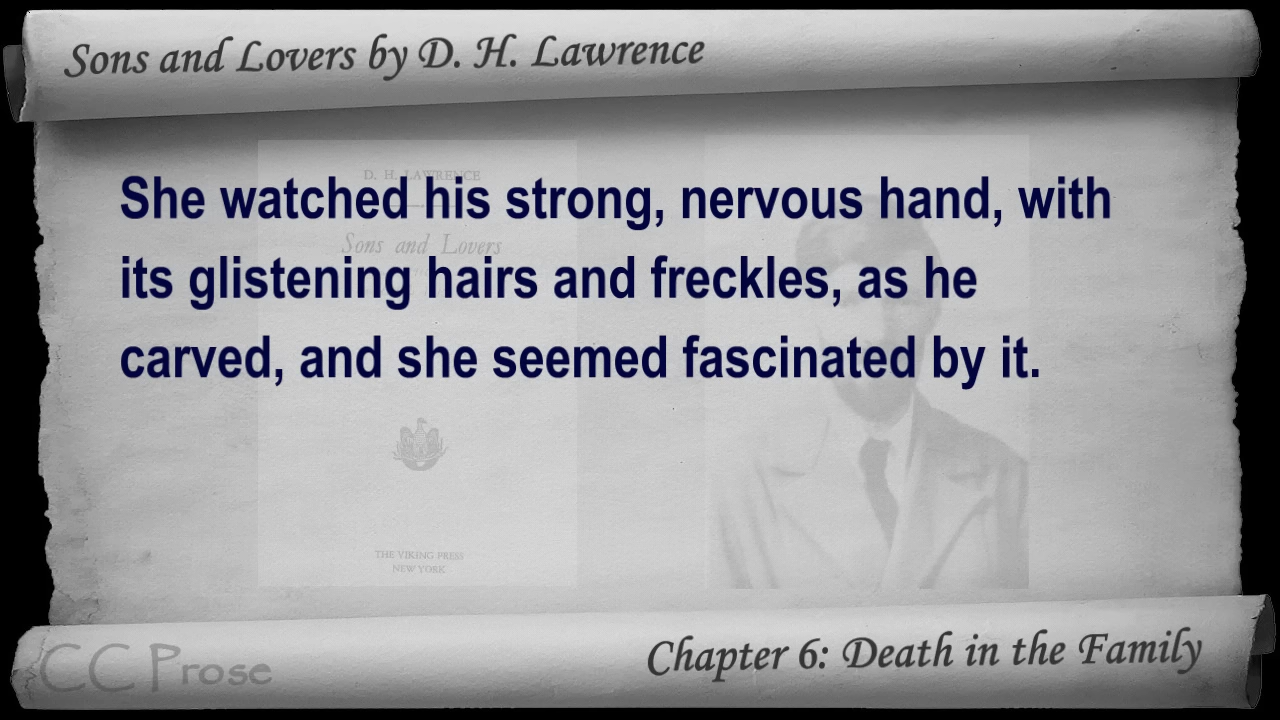 Sons and Lovers by D. H. Lawrence
D. H. LAWRENCE
Sons and Lovers
She watched his strong, nervous hand, with
its glistening hairs and freckles, as he
carved, and she seemed fascinated by it.
THE VIKING PRESS
NEW YORK
CC Prose
Chapter 6: Death in the Family